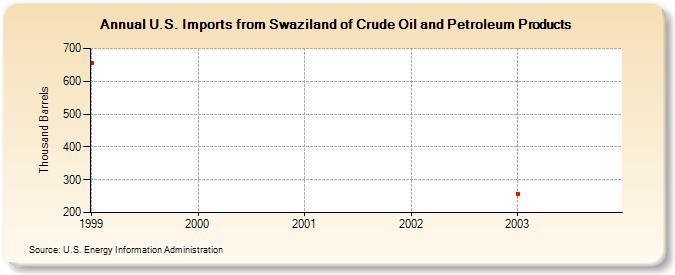 Annual U.S. Imports from Swaziland of Crude Oil and Petroleum Products
Thousand Barrels
700
600
500
400
300
200
1999 2000 2001 2002 2003
Source: U.S. Energy Information Administration